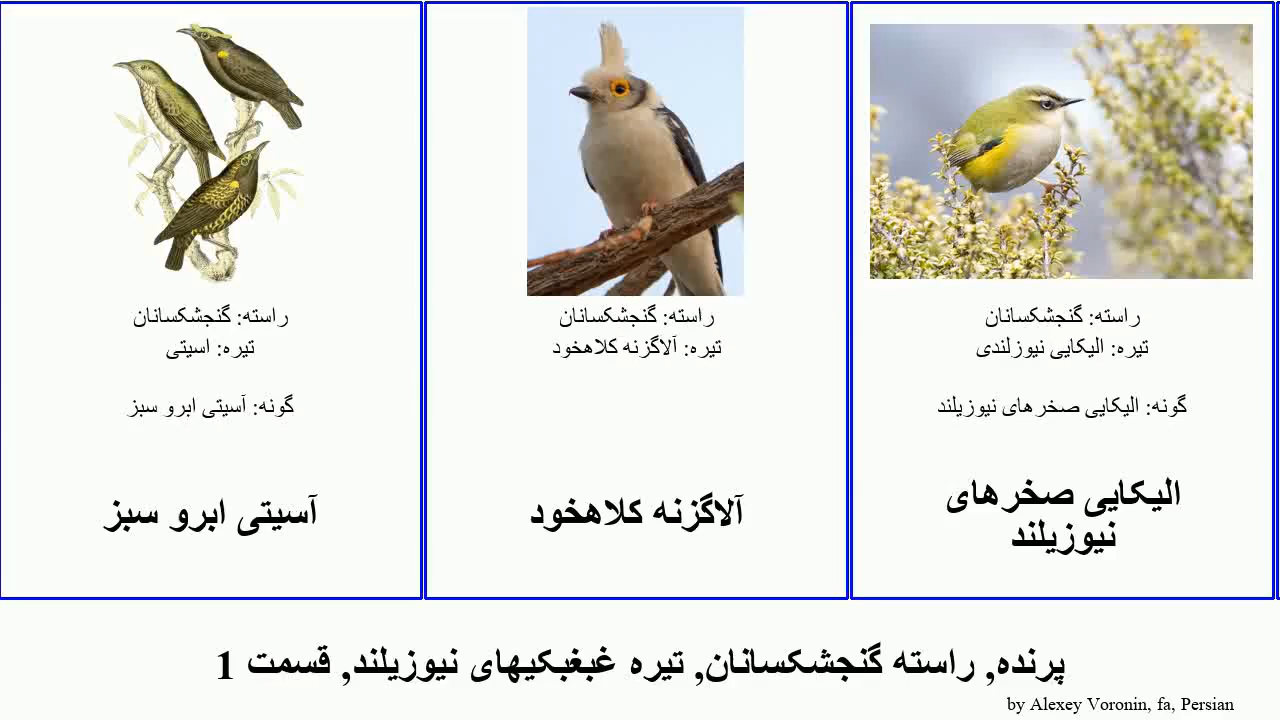 راسته: گنجشکسانان
تیره: الیکایی نیوزلندی
گونه: الیکایی صخرهای نیوزیلند
الیکایی صخرهای
نیوزیلند
راسته: گنجشکسانان
تیره: آلاگزنه کلاهخود
آلاگزنه کلاهخود
راسته: گنجشکسانان
تیره: اسیتی
گونه: آسیتی ابرو سبز
آسیتی ابرو سبز
پرنده, راسته گنجشکسانان, تیره غبغبکیهای نیوزیلند, قسمت 1
by Alexey Voronin, fa, Persian